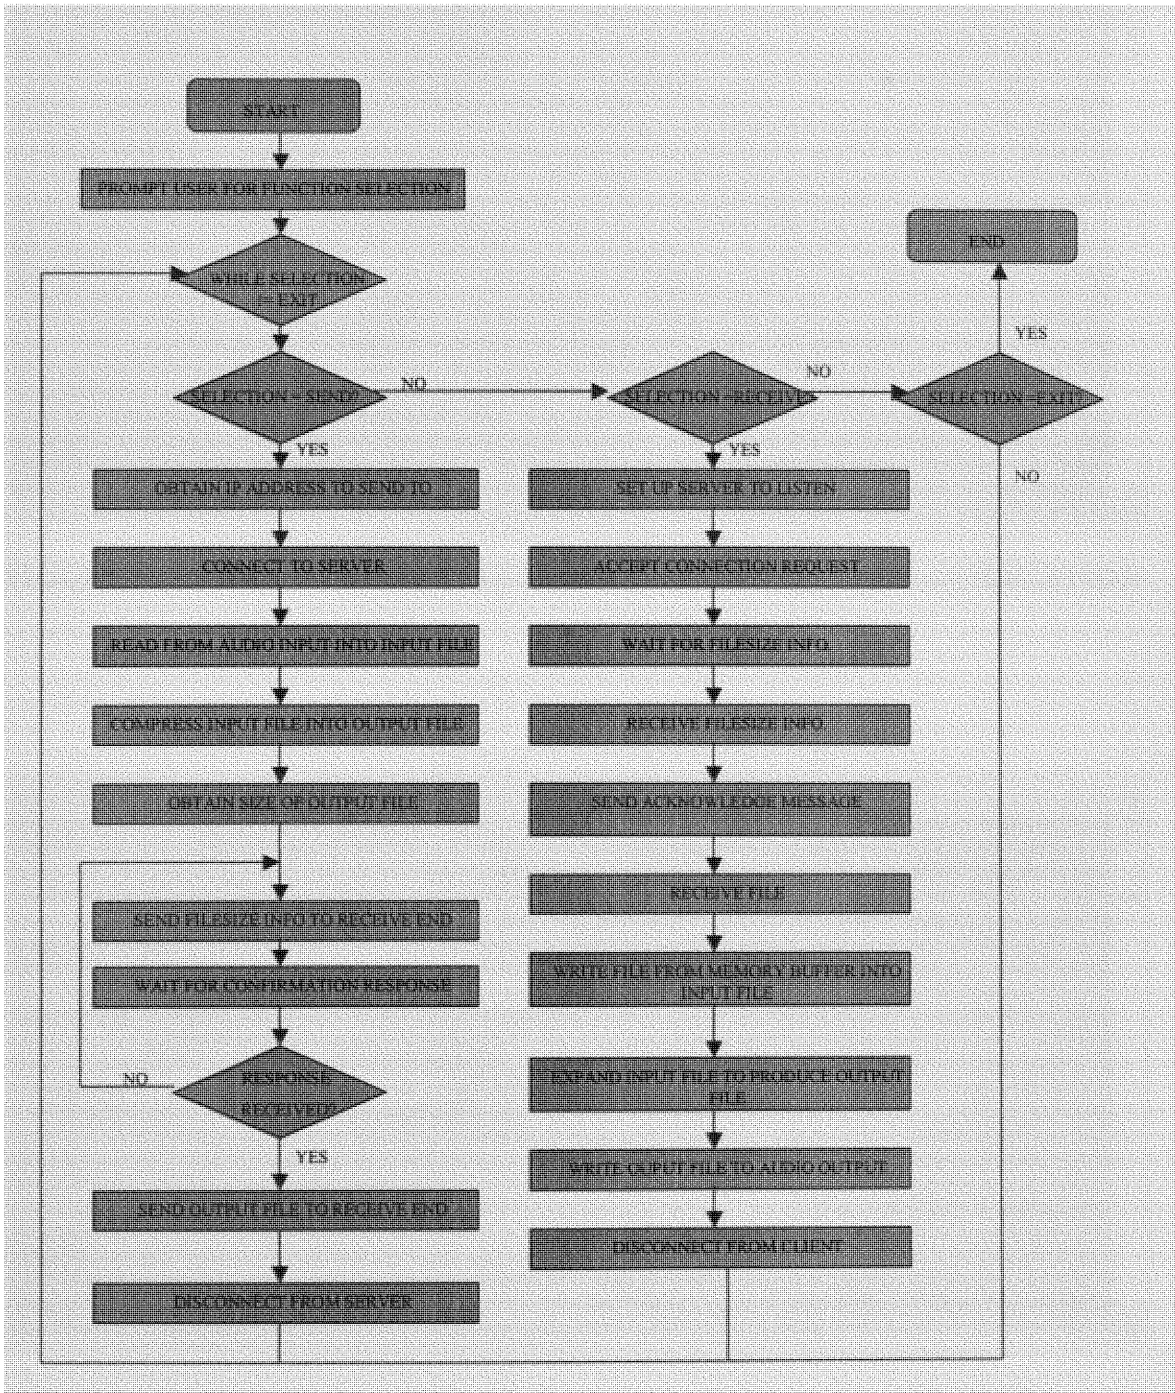 START
PROMPT USER FOR FUNCTION SELECTION
END
WHILE SELECTION
!= EXIT
YES
SELECTION = SEND?
NO
SELECTION =RECEIVE?
NO
SELECTION =EXIT?
YES
YES
NO
OBTAIN IP ADDRESS TO SEND TO
CONNECT TO SERVER
READ FROM AUDIO INPUT INTO INPUT FILE
COMPRESS INPUT FILE INTO OUTPUT FILE
OBTAIN SIZE OF OUTPUT FILE
SEND FILESIZE INFO TO RECEIVE END
WAIT FOR CONFIRMATION RESPONSE
NO
RESPONSE
RECEIVED?
YES
SEND OUTPUT FILE TO RECEIVE END
DISCONNECT FROM SERVER
SET UP SERVER TO LISTEN
ACCEPT CONNECTION REQUEST
WAIT FOR FILESIZE INFO
RECEIVE FILESIZE INFO
SEND ACKNOWLEDGE MESSAGE
RECEIVE FILE
WRITE FILE FROM MEMORY BUFFER INTO
INPUT FILE
EXPAND INPUT FILE TO PRODUCE OUTPUT
FILE
WRITE OUPUT FILE TO AUDIO OUTPUT
DISCONNECT FROM CLIENT